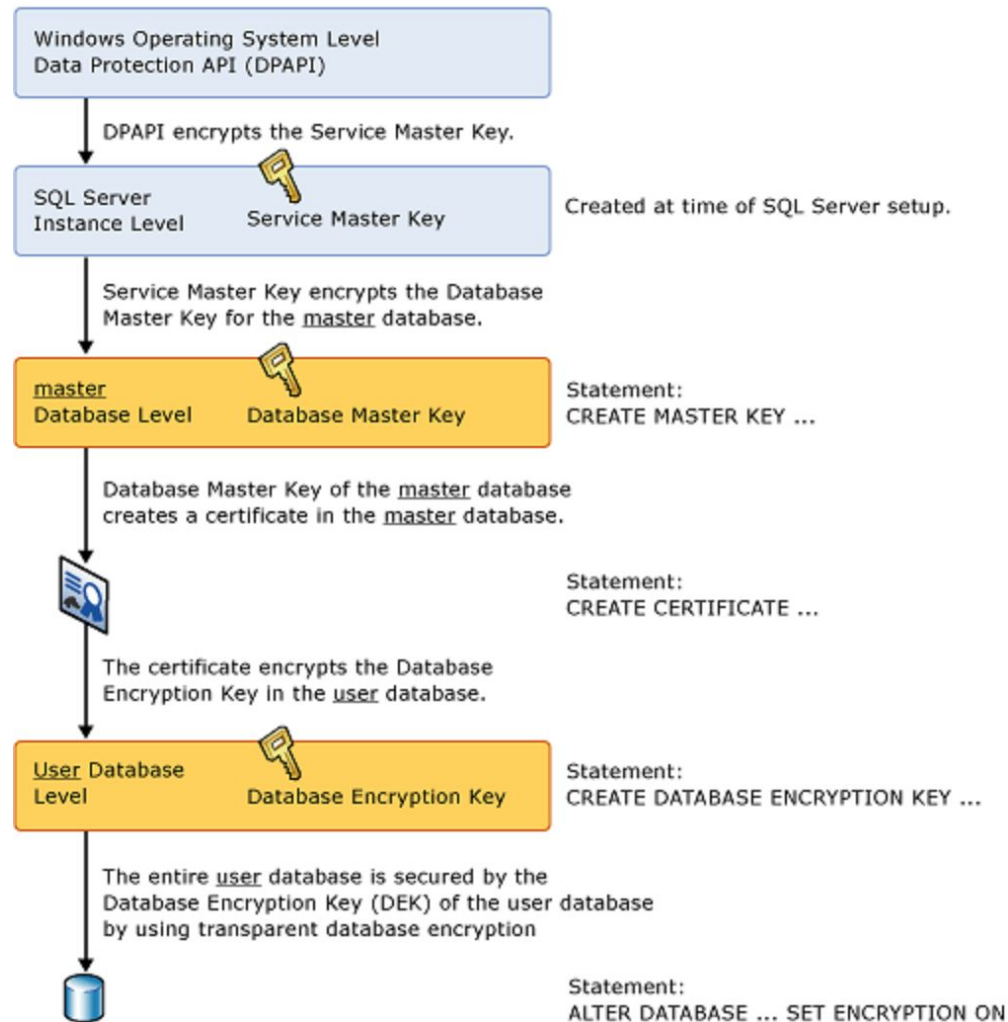 Windows Operating System Level
Data Protection API (DPAPI)
DPAPI encrypts the Service Master Key.
SQL Server
Instance Level
Service Master Key
Created at time of SQL Server setup.
Service Master Key encrypts the Database
Master Key for the master database.
master
Database Level
Database Master Key
Statement:
CREATE MASTER KEY ...
Database Master Key of the master database
creates a certificate in the master database.
Statement:
CREATE CERTIFICATE ...
The certificate encrypts the Database
Encryption Key in the user database.
User Database
Level
Database Encryption Key
Statement:
CREATE DATABASE ENCRYPTION KEY ...
The entire user database is secured by the
Database Encryption Key (DEK) of the user database
by using transparent database encryption
Statement:
ALTER DATABASE ... SET ENCRYPTION ON